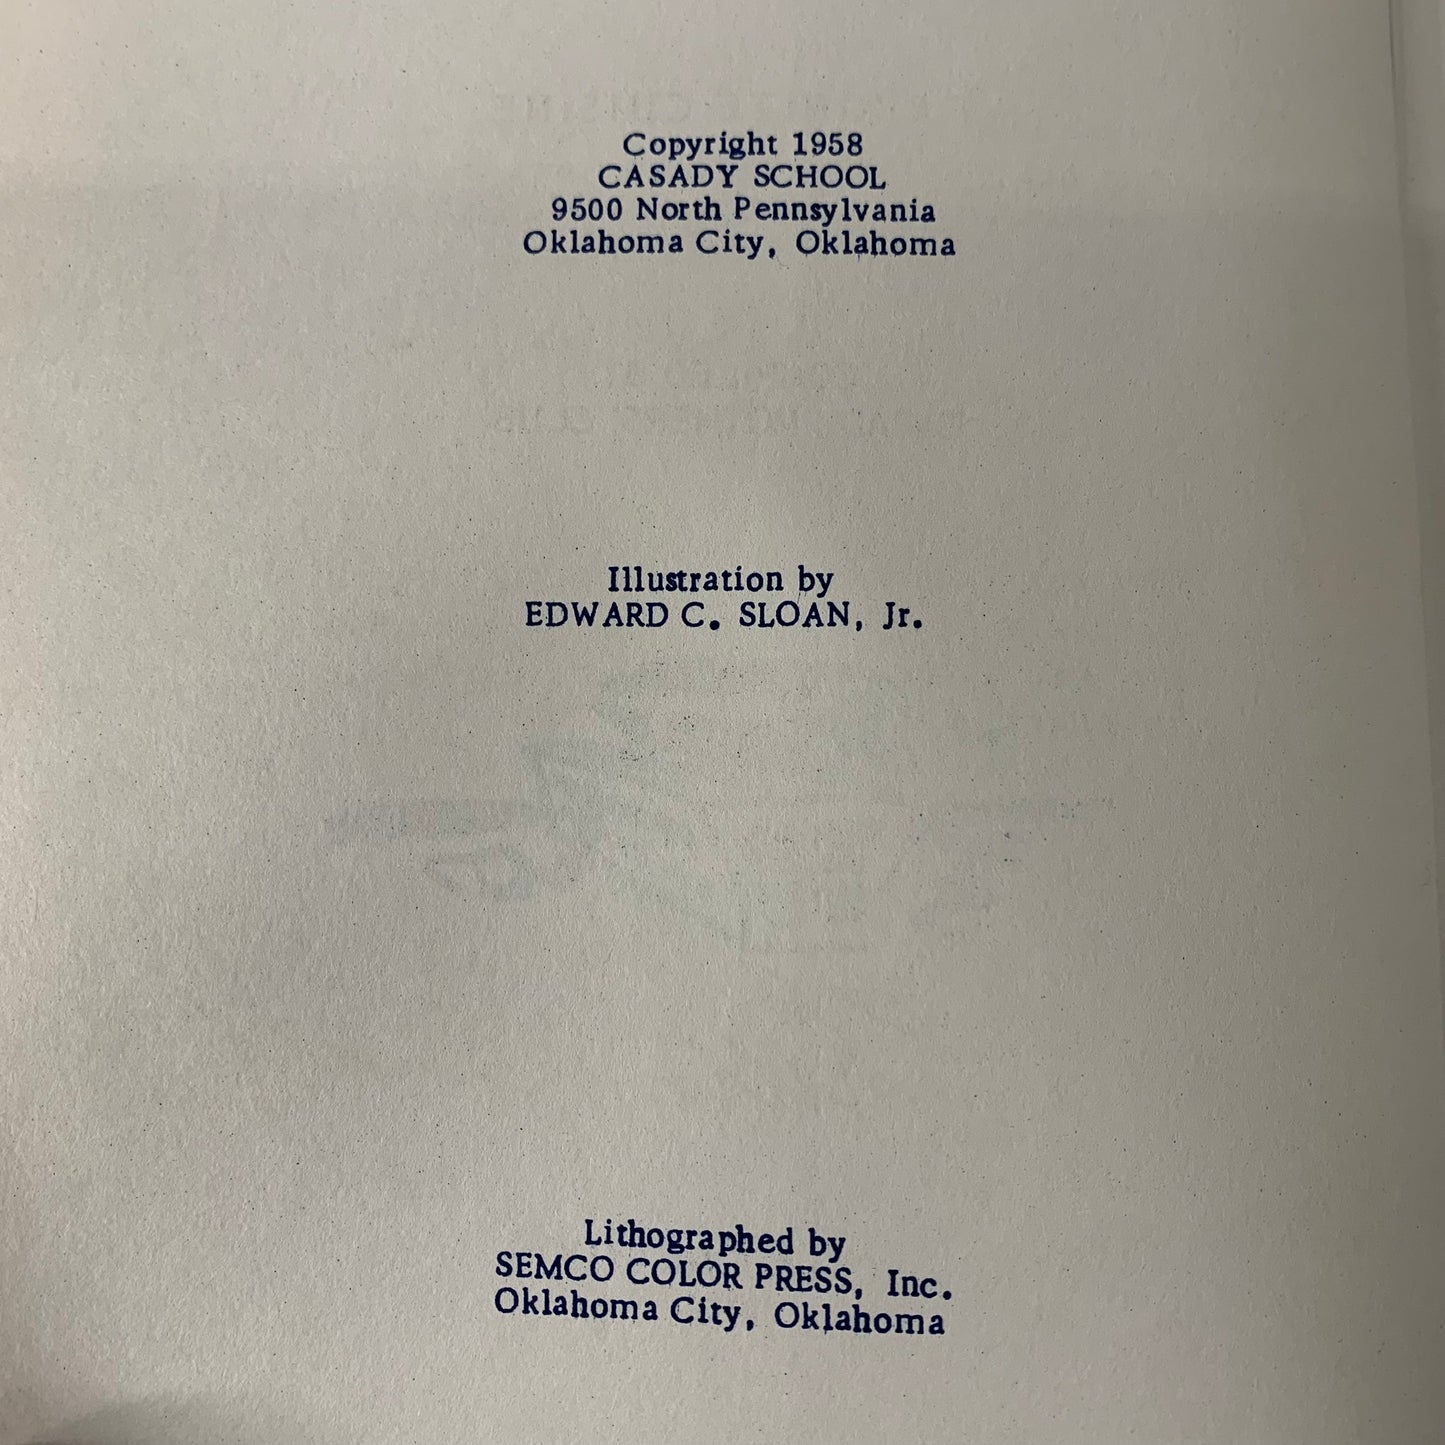 Copyright 1958
CASADY SCHOOL
9500 North Pennsylvania
Oklahoma City, Oklahoma
Illustration by
EDWARD C. SLOAN, Jr.
Lithographed by
SEMCO COLOR PRESS, Inc.
Oklahoma City, Oklahoma